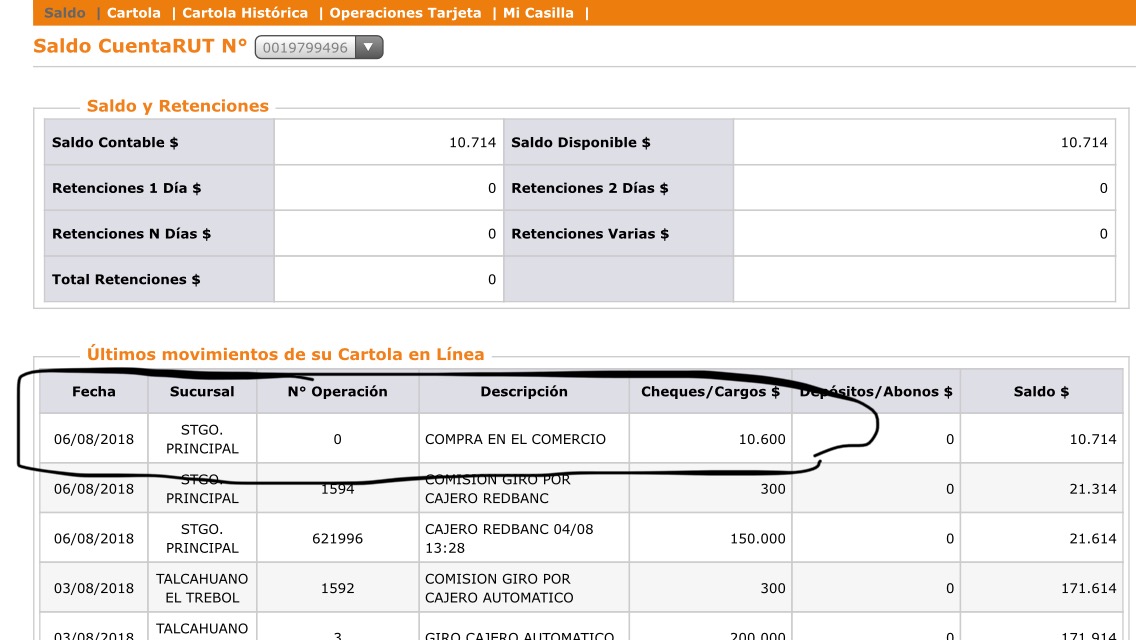 Saldo | Cartola | Cartola Histórica | Operaciones Tarjeta | Mi Casilla |
Saldo CuentaRUT N° 0019799496
Saldo y Retenciones
Saldo Contable $ 10.714 Saldo Disponible $ 10.714
Retenciones 1 Día $ 0 Retenciones 2 Días $ 0
Retenciones N Días $ 0 Retenciones Varias $ 0
Total Retenciones $ 0
Últimos movimientos de su Cartola en Línea
Fecha Sucursal N° Operación Descripción Cheques/Cargos $ Depósitos/Abonos $ Saldo $
06/08/2018 STGO. PRINCIPAL 0 COMPRA EN EL COMERCIO 10.600 0 10.714
06/08/2018 STGO. PRINCIPAL 1594 COMISION GIRO POR CAJERO REDBANC 300 0 21.314
06/08/2018 STGO. PRINCIPAL 621996 CAJERO REDBANC 04/08 13:28 150.000 0 21.614
03/08/2018 TALCAHUANO EL TREBOL 1592 COMISION GIRO POR CAJERO AUTOMATICO 300 0 171.614
03/08/2018 TALCAHUANO 3 GIRO CAJERO AUTOMATICO 200.000 0 171.914